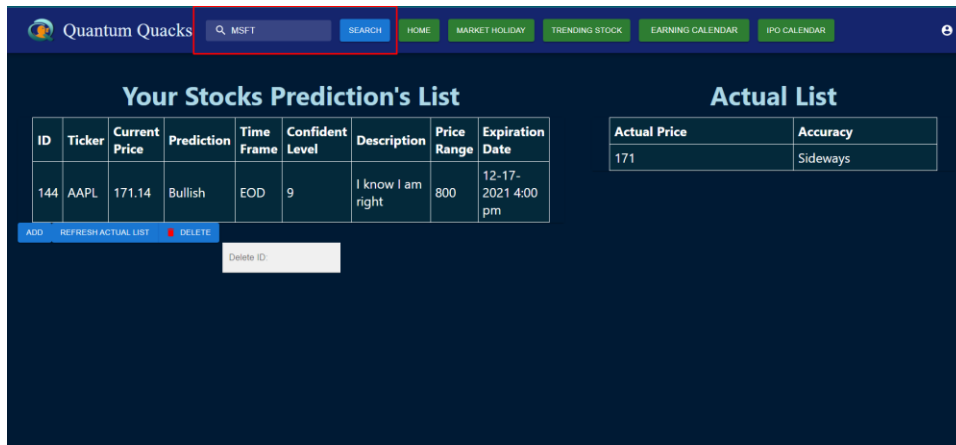 Quantum Quacks MSFT SEARCH HOME MARKET HOLIDAY TRENDING STOCK EARNING CALENDAR IPO CALENDAR
Your Stocks Prediction's List
ID Ticker Current Price Prediction Time Frame Confident Level Description Price Range Expiration Date
144 AAPL 171.14 Bullish EOD 9 I know I am right 800 12-17-2021 4:00 pm
ADD REFRESH ACTUAL LIST DELETE
Delete ID:
Actual List
Actual Price Accuracy
171 Sideways